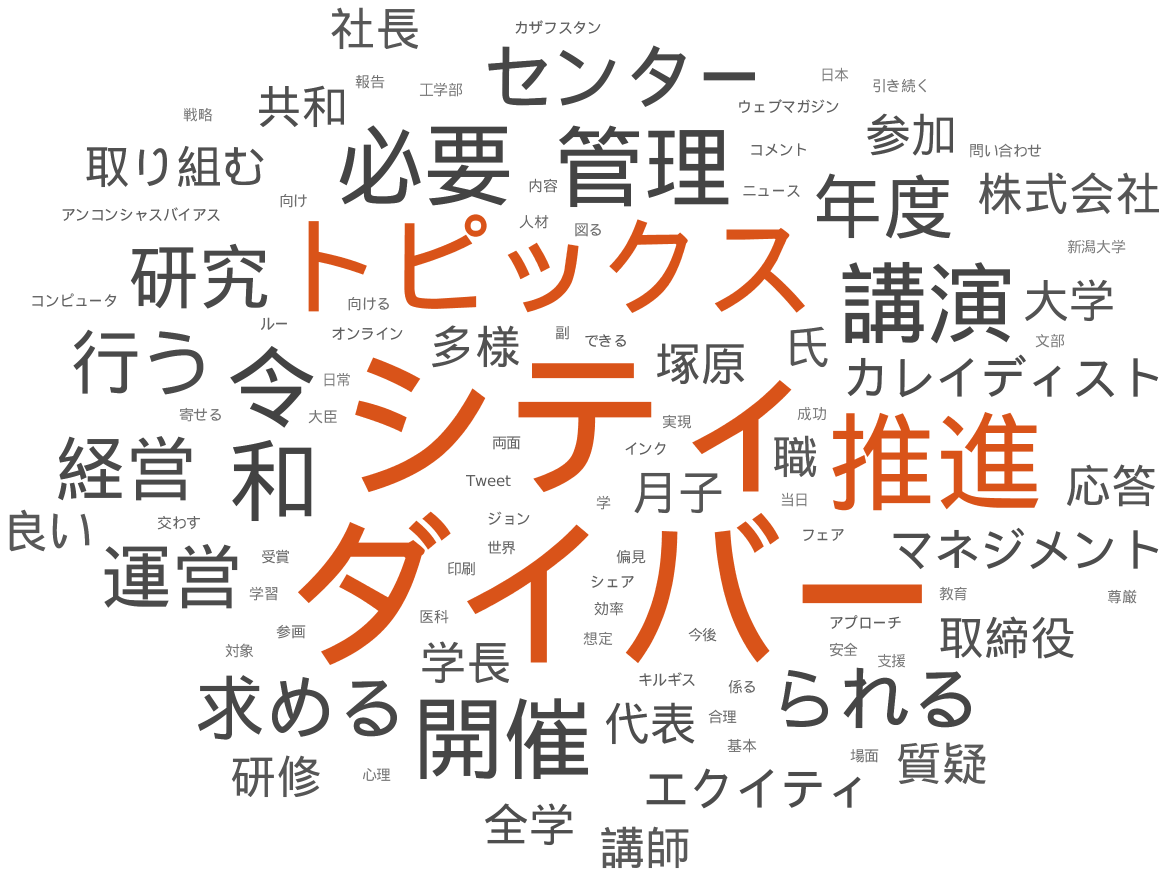 社長
カザフスタン
センター
報告
工学部
日本
引き続く
戦略
共和
ウェブマガジン
参加
取り組む
必要
管理
コメント
問い合わせ
アンコンシャスバイアス
向け
内容
ニュース
年度
株式会社
人材
図る
トピックス
研究
新潟大学
コンピュータ
向ける
講演
大学
ルー
オンライン
多様
副
できる
塚原
氏
文部
行う
令
日常
カレイディスト
寄せる
大臣
シティ
実現
成功
推進
経営
和
両面
インク
職
応答
Tweet
月子
良い
交わす
ジョン
学
当日
フェア
マネジメント
運営
受賞
世界
偏見
ダイバー
学習
印刷
シェア
教育
尊厳
参画
医科
効率
アプローチ
取締役
対象
学長
想定
今後
安全
支援
求める
キルギス
係る
られる
開催
代表
合理
基本
場面
質疑
研修
心理
エクイティ
全学
講師